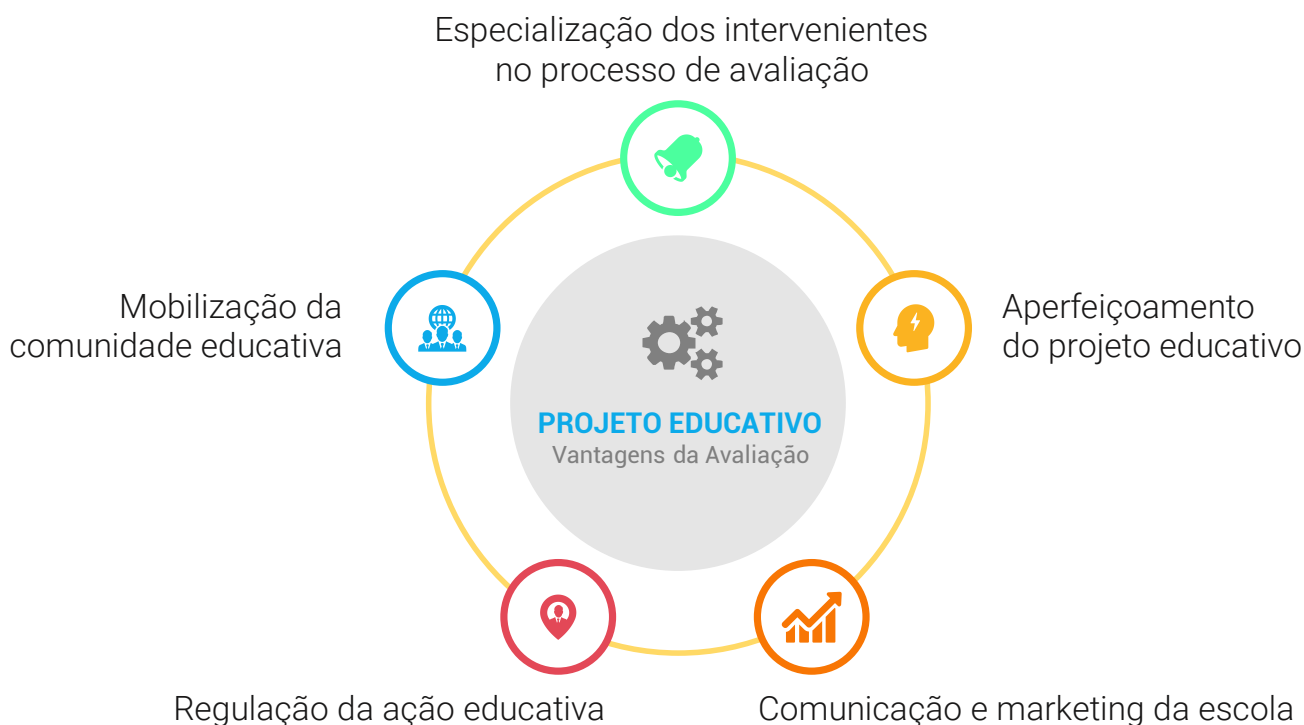 Especialização dos intervenientes
no processo de avaliação
Mobilização da
comunidade educativa
Aperfeiçoamento
do projeto educativo
PROJETO EDUCATIVO
Vantagens da Avaliação
Regulação da ação educativa
Comunicação e marketing da escola